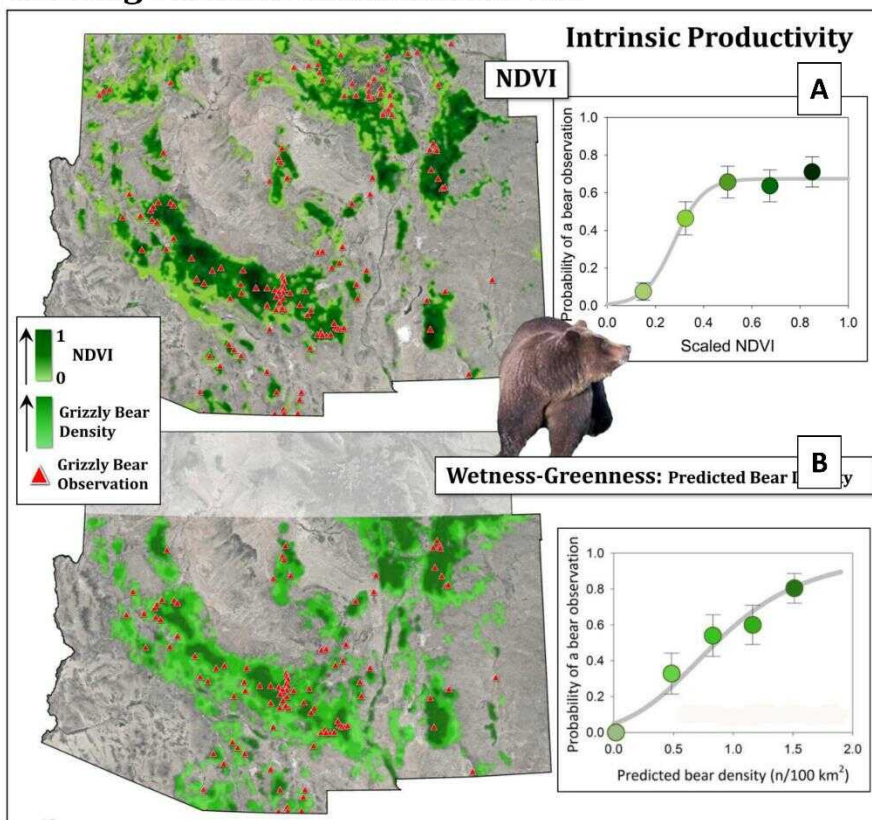 Intrinsic Productivity
NDVI
A
Probability of a bear observation
1.0
0.8
0.6
0.4
0.2
0.0
0.0 0.2 0.4 0.6 0.8 1.0
Scaled NDVI
1
NDVI
0
Grizzly Bear
Density
Grizzly Bear
Observation
B
Wetness-Greenness: Predicted Bear
Probability of a bear observation
1.0
0.8
0.6
0.4
0.2
0.0
0.0 0.5 1.0 1.5 2.0
Predicted bear density (n/100 km²)